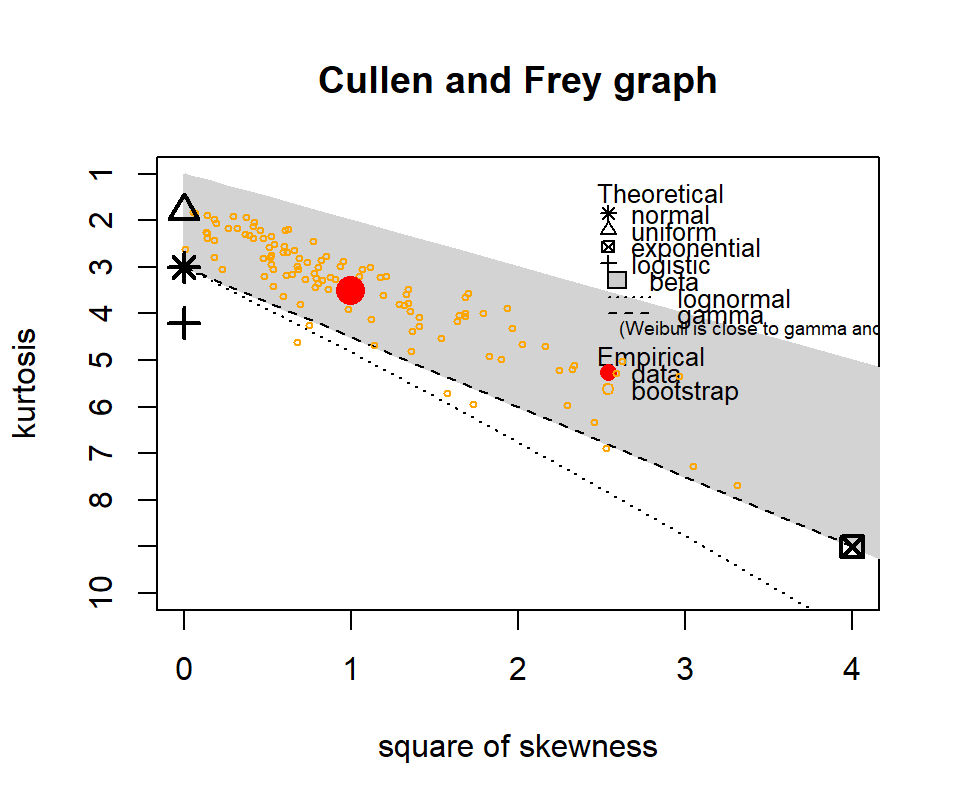 Cullen and Frey graph
kurtosis
1
2
3
4
5
6
7
8
10
0
1
2
3
4
square of skewness
Theoretical
normal
uniform
exponential
logistic
beta
lognormal
gamma
(Weibull is close to gamma and
Empirical
data
bootstrap